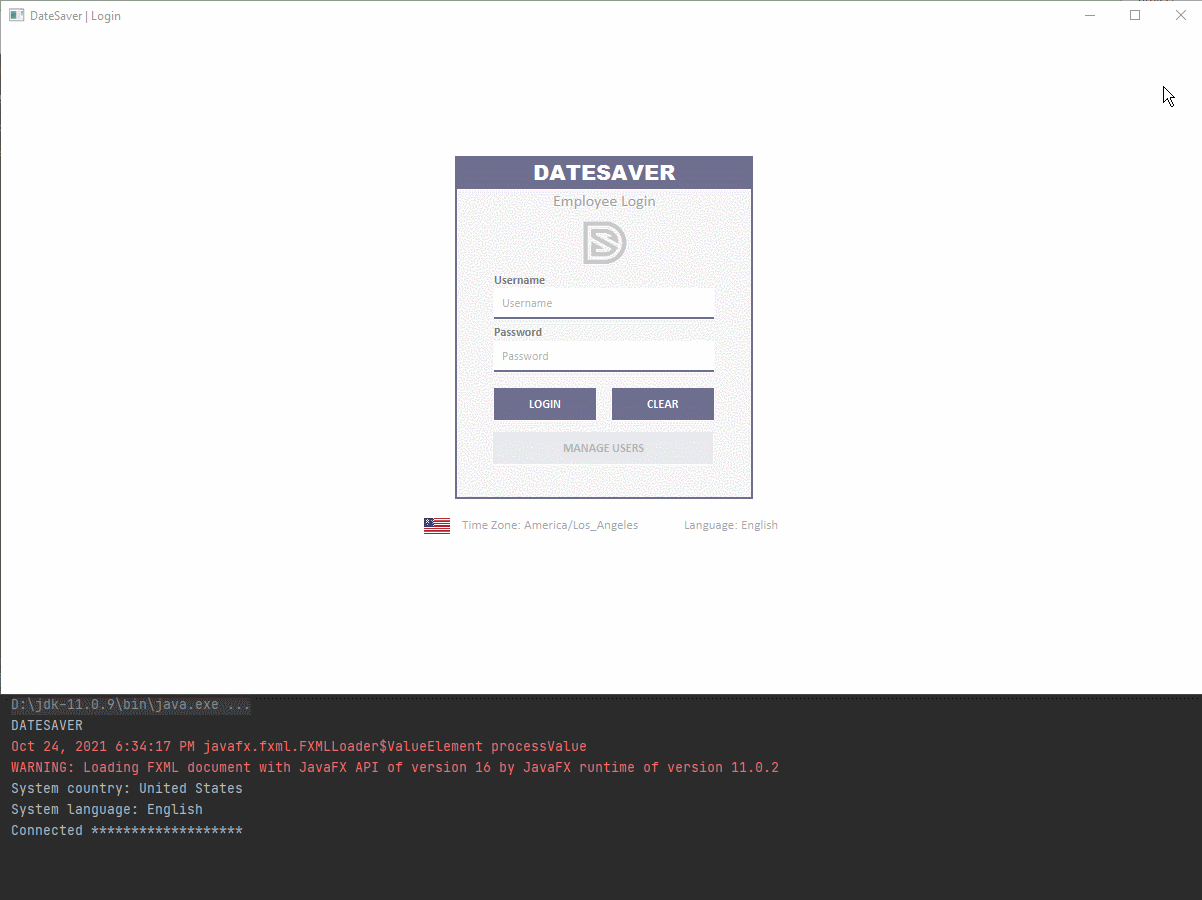 DateSaver | Login
DATESAVER
Employee Login
DS
Username
Username
Password
Password
LOGIN CLEAR
MANAGE USERS
Time Zone: America/Los_Angeles Language: English
D:\jdk-11.0.9\bin\java.exe ...
DATESAVER
Oct 24, 2021 6:34:17 PM javafx.fxml.FXMLLoader$ValueElement processValue
WARNING: Loading FXML document with JavaFX API of version 16 by JavaFX runtime of version 11.0.2
System country: United States
System language: English
Connected *******************